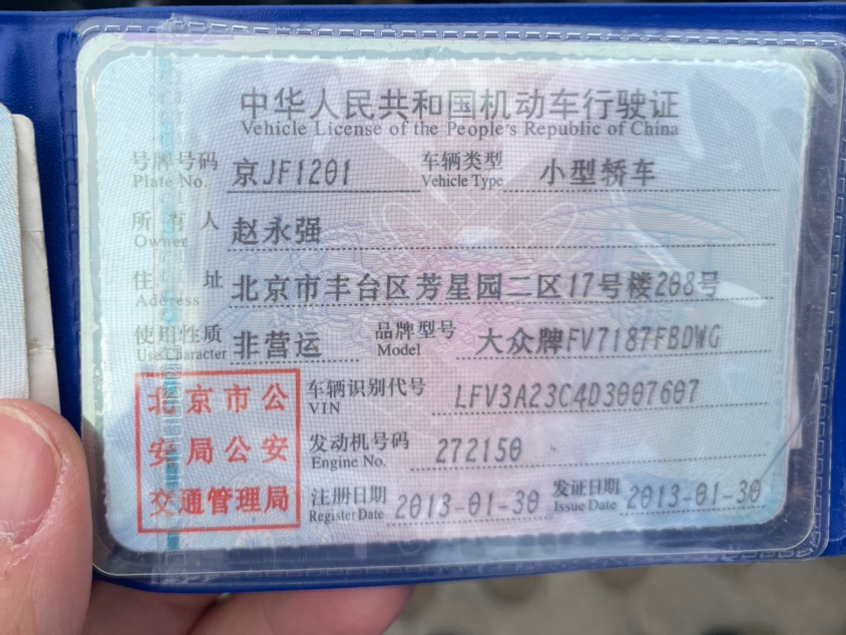 中华人民共和国机动车行驶证
Vehicle License of the People's Republic of China
号牌号码 京JF1201 车辆类型 小型轿车
Plate No. Vehicle Type
所有人 赵永强
Owner
住址 北京市丰台区芳星园二区17号楼208号
Address
使用性质 非营运 品牌型号 大众牌FV7187FBDWG
Use Character Model
北京市公安局公安交通管理局
车辆识别代号 LFV3A23C4D3007607
VIN
发动机号码 272150
Engine No.
注册日期 2013-01-30 发证日期 2013-01-30
Register Date Issue Date